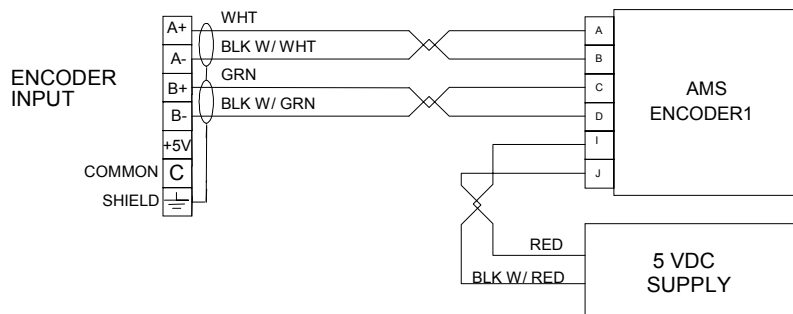 ENCODER
INPUT
COMMON
SHIELD
A+
A-
B+
B-
+5V
C
WHT
BLK W/ WHT
GRN
BLK W/ GRN
A
B
C
D
I
J
AMS
ENCODER1
RED
BLK W/ RED
5 VDC
SUPPLY